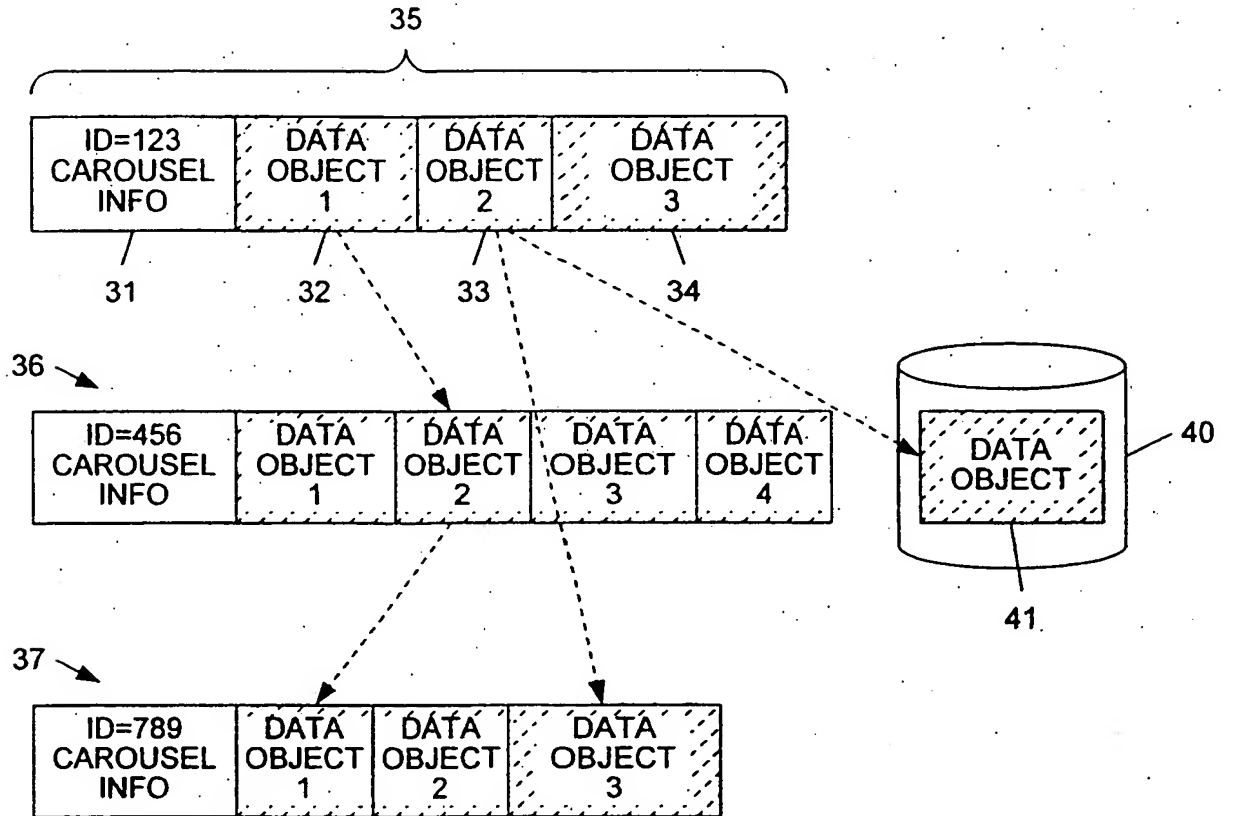 35
ID=123
CAROUSEL
INFO
DATA
OBJECT
1
DATA
OBJECT
2
DATA
OBJECT
3
31
32
33
34
36
ID=456
CAROUSEL
INFO
DATA
OBJECT
1
DATA
OBJECT
2
DATA
OBJECT
3
DATA
OBJECT
4
DATA
OBJECT
40
41
37
ID=789
CAROUSEL
INFO
DATA
OBJECT
1
DATA
OBJECT
2
DATA
OBJECT
3